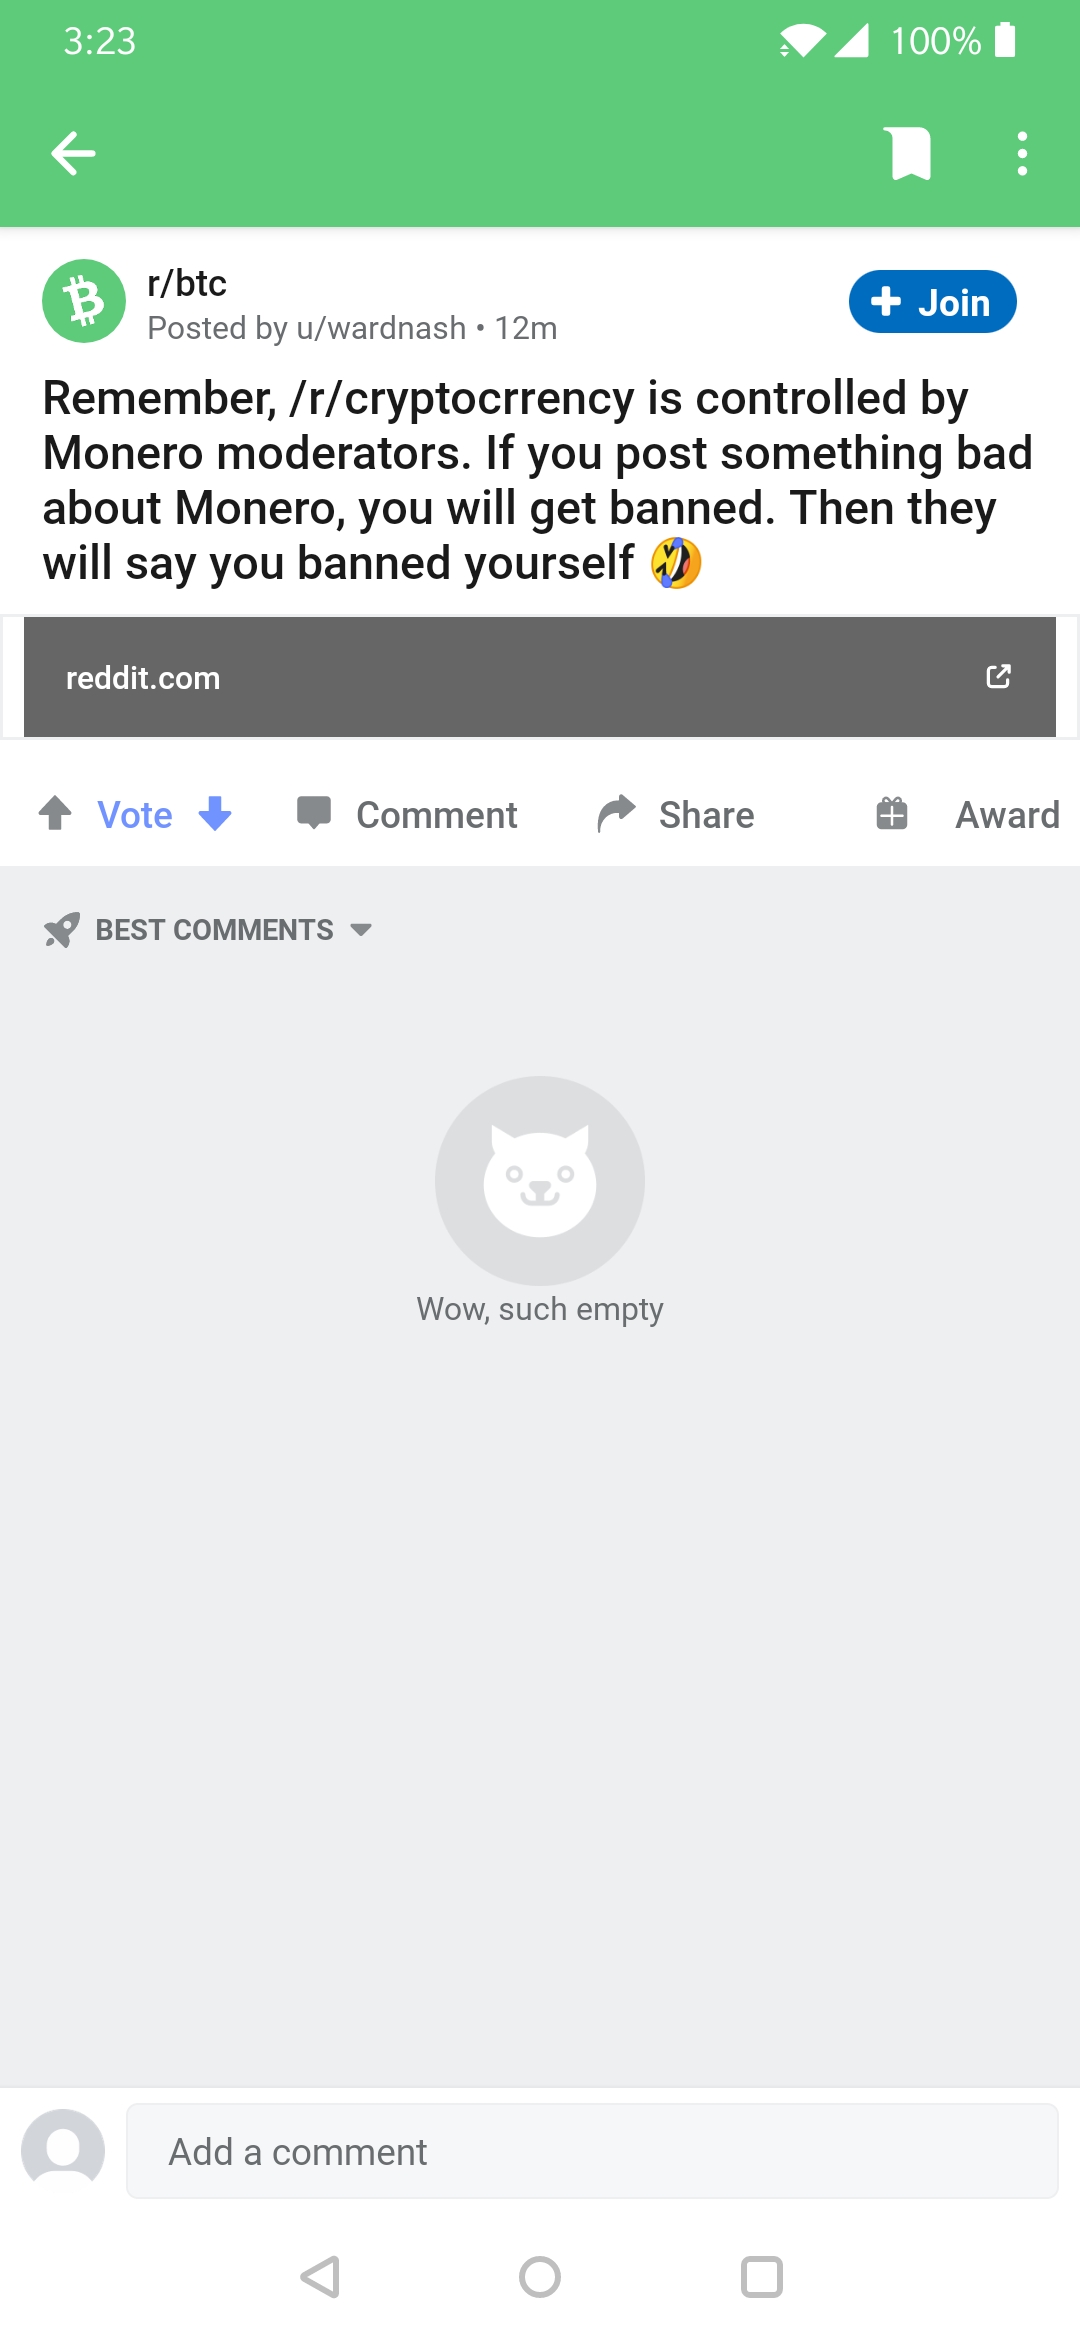 3:23
100%
r/btc
Join
Posted by u/wardnash • 12m
Remember, /r/cryptocrrency is controlled by
Monero moderators. If you post something bad
about Monero, you will get banned. Then they
will say you banned yourself 🤣
reddit.com
Vote
Comment
Share
Award
BEST COMMENTS
Wow, such empty
Add a comment